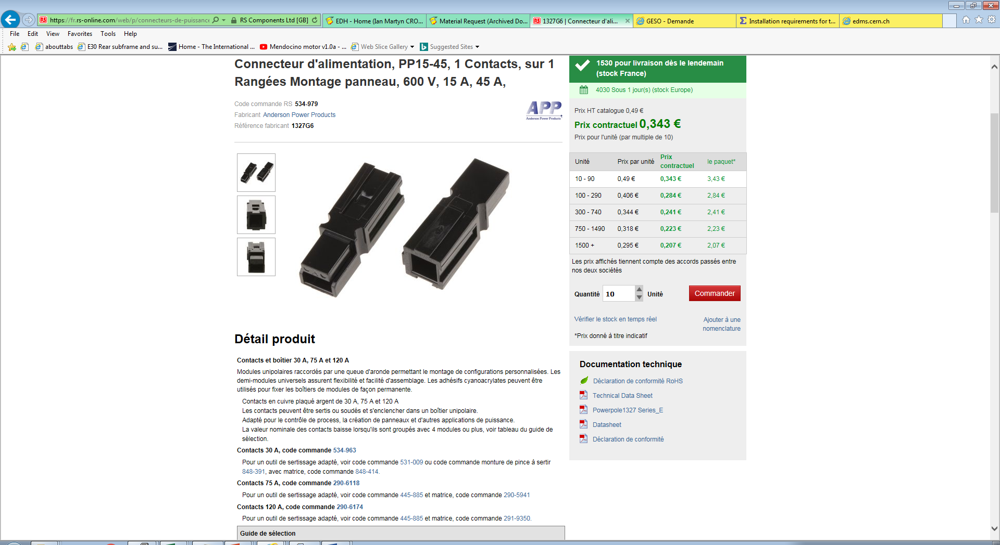 https://fr.rs-online.com/web/p/connecteurs-de-puissance
RS Components Ltd [GB]
EDH - Home (Ian Martyn CRO...
Material Request (Archived Do...
1327G6 | Connecteur d'ali...
GESO - Demande
Installation requirements for t...
edms.cern.ch
File Edit View Favorites Tools Help
abouttabs
E30 Rear subframe and su...
Home - The International ...
Mendocino motor v1.0a - ...
Web Slice Gallery
Suggested Sites
Connecteur d'alimentation, PP15-45, 1 Contacts, sur 1
Rangées Montage panneau, 600 V, 15 A, 45 A,
Code commande RS 534-979
Fabricant Anderson Power Products
Référence fabricant 1327G6
APP
Anderson Power Products
1530 pour livraison dès le lendemain
(stock France)
4030 Sous 1 jour(s) (stock Europe)
Prix HT catalogue 0,49 €
Prix contractuel 0,343 €
Prix pour l'unité (par multiple de 10)
Unité Prix par unité Prix contractuel le paquet*
10 - 90 0,49 € 0,343 € 3,43 €
100 - 290 0,406 € 0,284 € 2,84 €
300 - 740 0,344 € 0,241 € 2,41 €
750 - 1490 0,318 € 0,223 € 2,23 €
1500 + 0,295 € 0,207 € 2,07 €
Les prix affichés tiennent compte des accords passés entre
nos deux sociétés
Quantité 10 Unité Commander
Vérifier le stock en temps réel
Ajouter à une
nomenclature
*Prix donné à titre indicatif
Documentation technique
Déclaration de conformité RoHS
Technical Data Sheet
Powerpole1327 Series_E
Datasheet
Déclaration de conformité
Détail produit
Contacts et boîtier 30 A, 75 A et 120 A
Modules unipolaires raccordés par une queue d'aronde permettant le montage de configurations personnalisées. Les
demi-modules universels assurent flexibilité et facilité d'assemblage. Les adhésifs cyanoacrylates peuvent être
utilisés pour fixer les boîtiers de modules de façon permanente.
Contacts en cuivre plaqué argent de 30 A, 75 A et 120 A
Les contacts peuvent être sertis ou soudés et s'enclencher dans un boîtier unipolaire.
Adapté pour le contrôle de process, la création de panneaux et d'autres applications de puissance.
La valeur nominale des contacts baisse lorsqu'ils sont groupés avec 4 modules ou plus, voir tableau du guide de
sélection.
Contacts 30 A, code commande 534-963
Pour un outil de sertissage adapté, voir code commande 531-009 ou code commande monture de pince à sertir
848-391, avec matrice, code commande 848-414.
Contacts 75 A, code commande 290-6118
Pour un outil de sertissage adapté, voir code commande 445-885 et matrice, code commande 290-5941
Contacts 120 A, code commande 290-6174
Pour un outil de sertissage adapté, voir code commande 445-885 et matrice, code commande 291-9350.
Guide de sélection